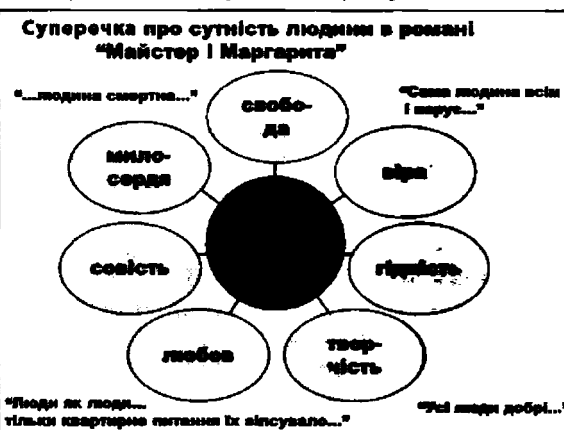 Суперечка про сутність людини в романі
“Майстер і Маргарита”
“...людина смертна...”
“Сама людина всім
і керує...”
свобо-
да
мило-
сердя
віра
совість
гідність
любов
твор-
чість
“Люди як люди...
тільки квартирне питання їх зіпсувало...”
“Усі люди добрі...”